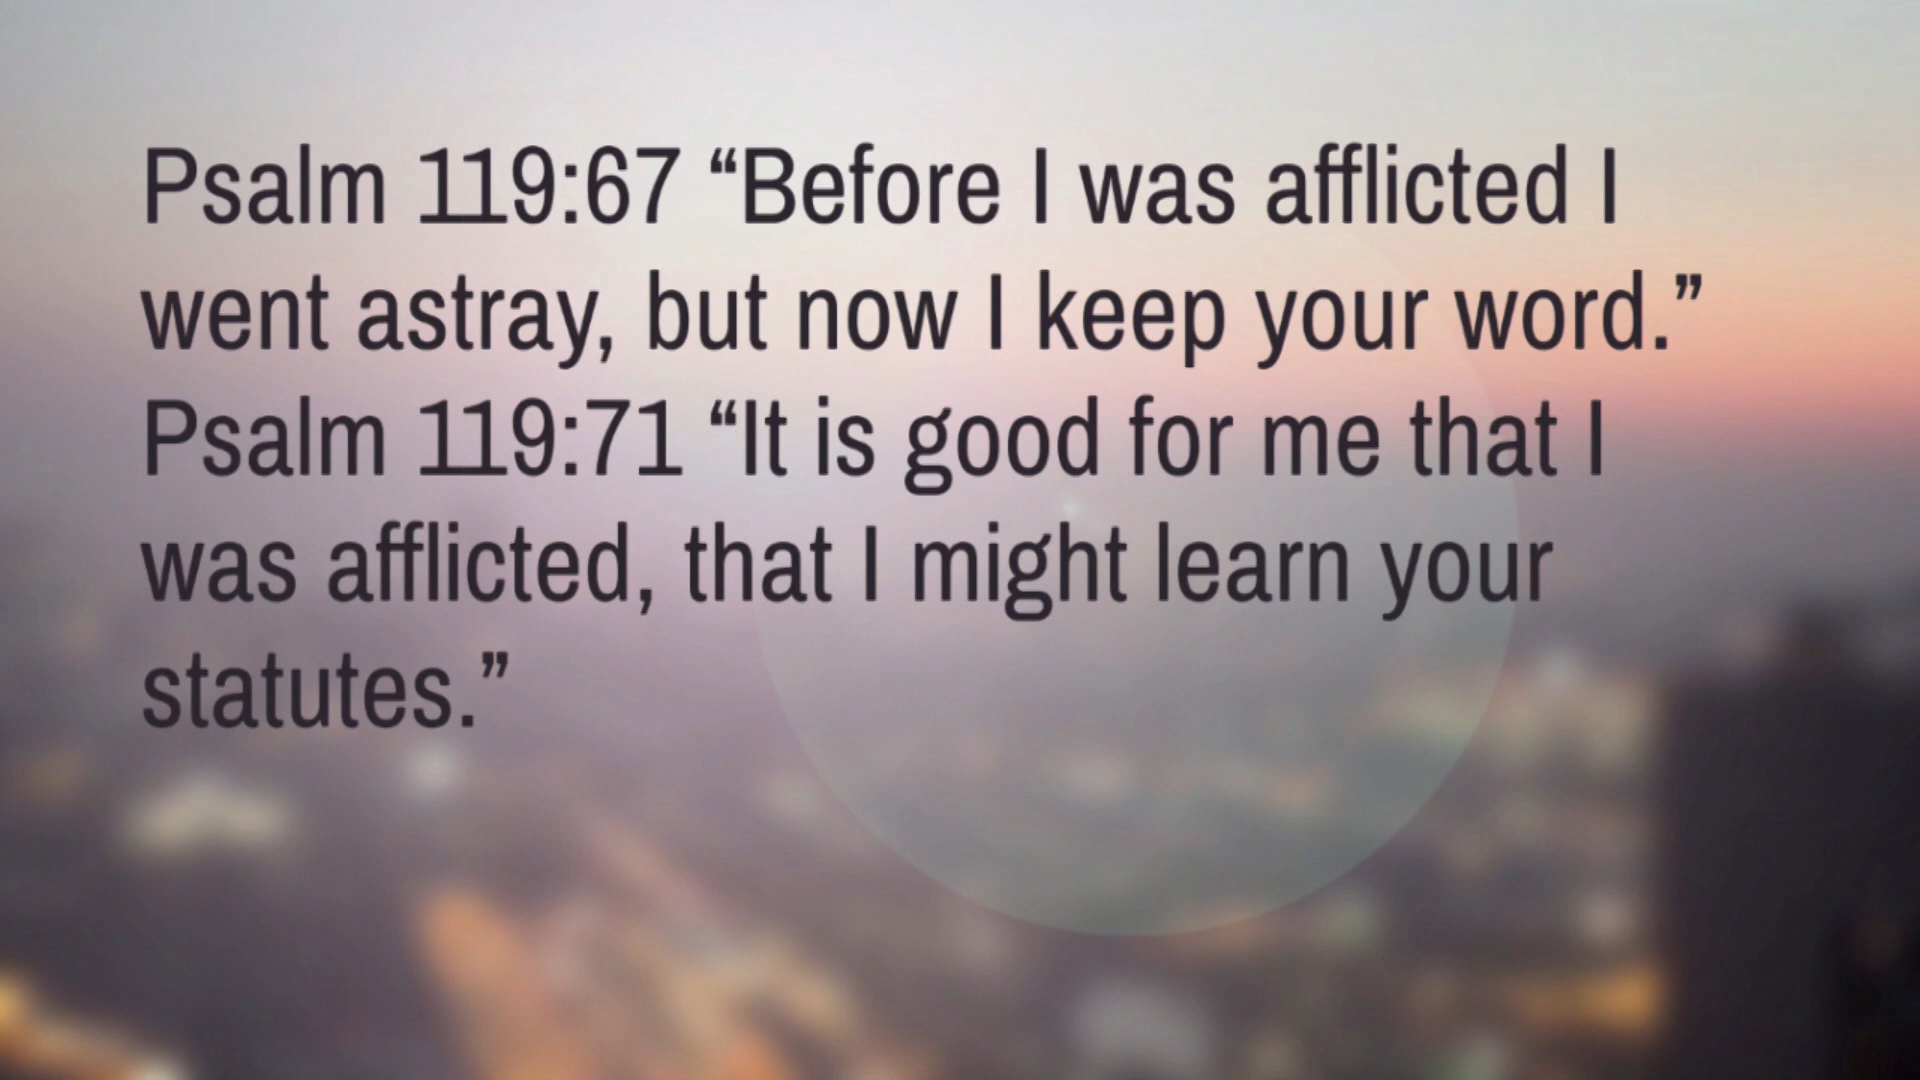 Psalm 119:67 “Before I was afflicted I
went astray, but now I keep your word.”
Psalm 119:71 “It is good for me that I
was afflicted, that I might learn your
statutes.”